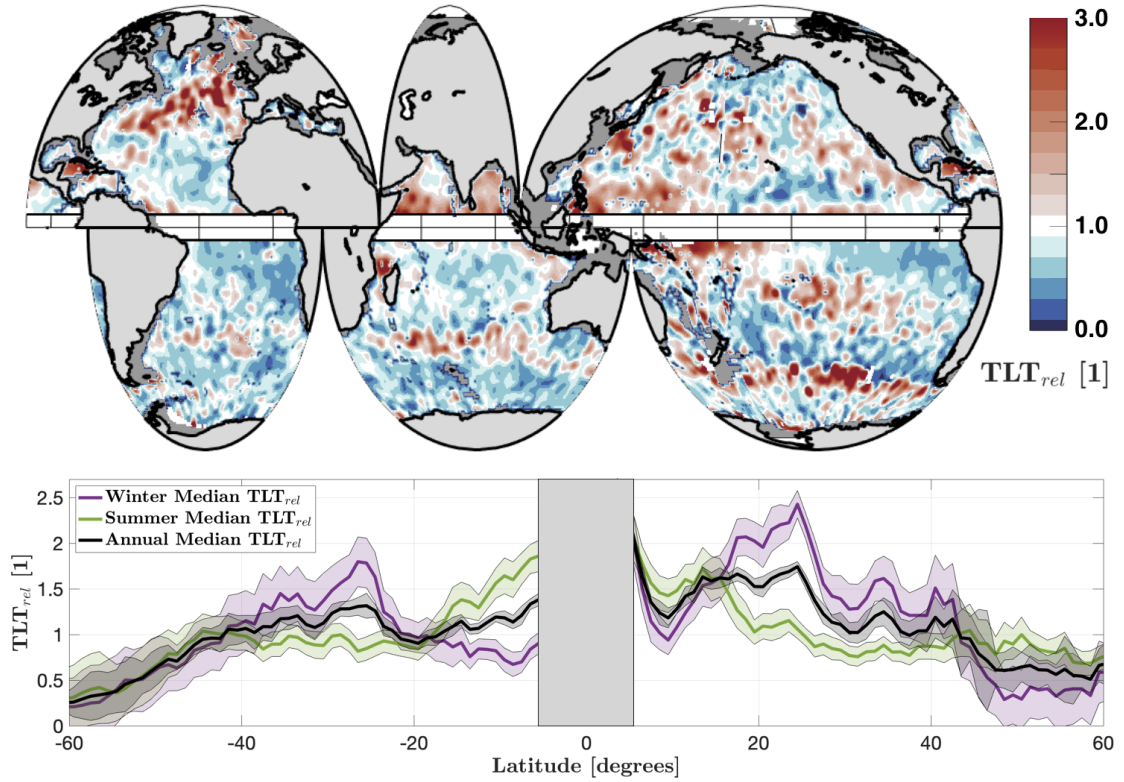 3.0
2.0
1.0
0.0
TLT_rel [1]
2.5
2
1.5
1
0.5
0
TLT_rel [1]
Winter Median TLT_rel
Summer Median TLT_rel
Annual Median TLT_rel
-60 -40 -20 0 20 40 60
Latitude [degrees]